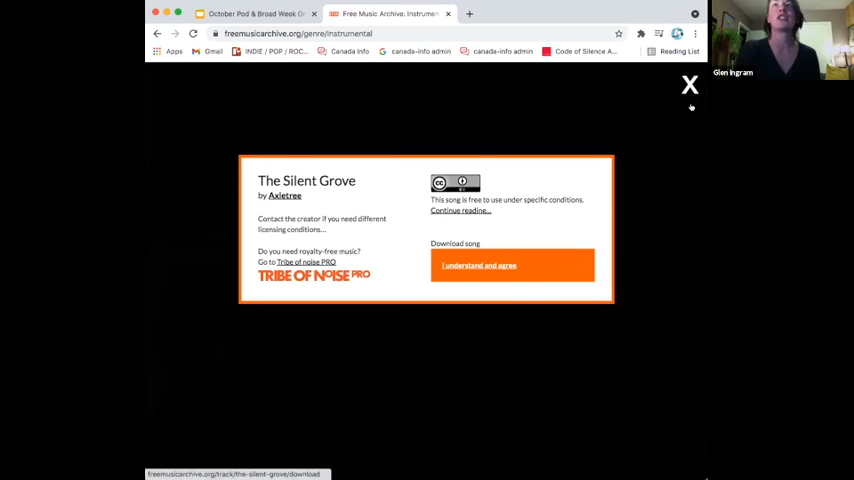 October Pod & Broad Week Or
Free Music Archive: Instrumen
freemusicarchive.org/genre/instrumental
Apps
Gmail
INDIE / POP / ROC...
Canada Info
canada-info admin
canada-info admin
Code of Silence A...
Reading List
Glen Ingram
X
The Silent Grove
by Axletree
Contact the creator if you need different
licensing conditions...
Do you need royalty-free music?
Go to Tribe of noise PRO
TRIBE OF NOISE PRO
CC BY
This song is free to use under specific conditions.
Continue reading...
Download song
I understand and agree
freemusicarchive.org/track/the-silent-grove/download